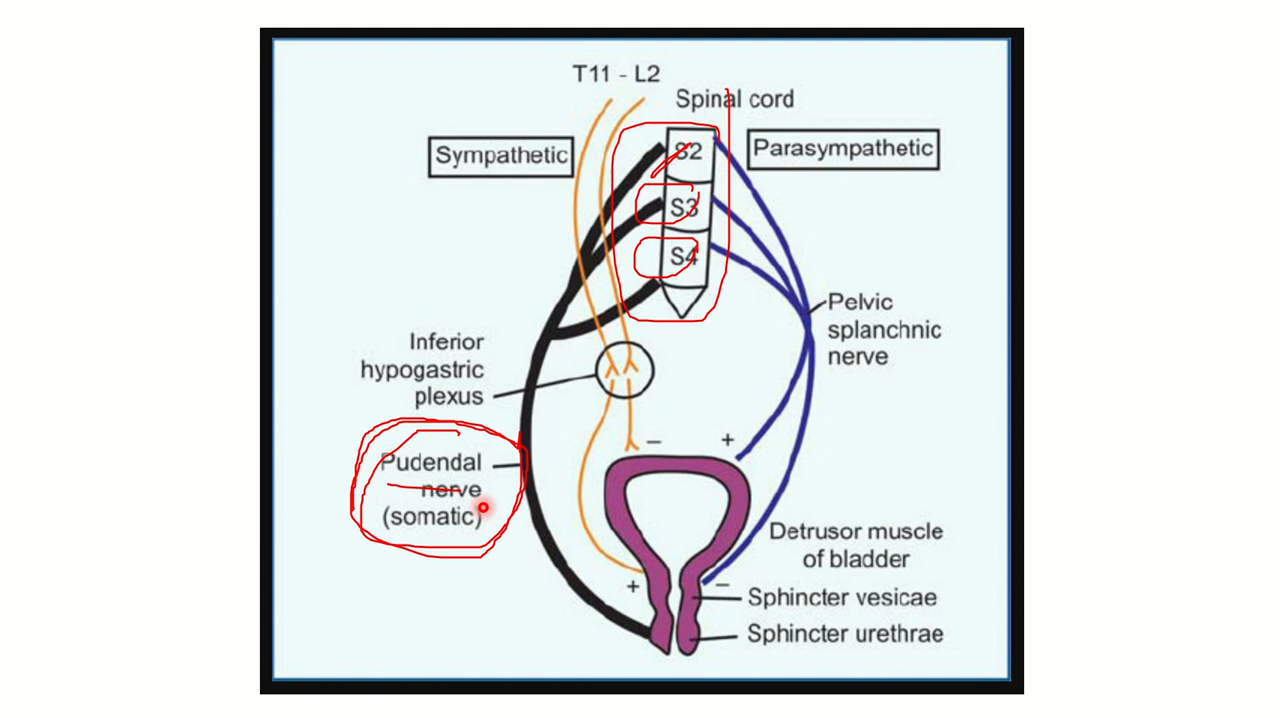 T11 - L2
Spinal cord
Sympathetic
Parasympathetic
S2
S3
S4
Pelvic
splanchnic
nerve
Inferior
hypogastric
plexus
–
+
Pudendal
nerve
(somatic)
Detrusor muscle
of bladder
+
–
Sphincter vesicae
Sphincter urethrae